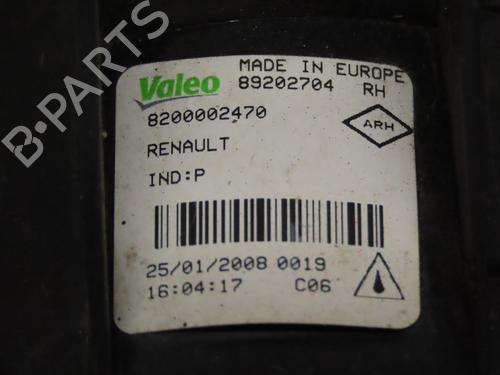 B-PARTS
Valeo
MADE IN EUROPE
89202704 RH
8200002470
ARH
RENAULT
IND:P
25/01/2008 0019
16:04:17 C06